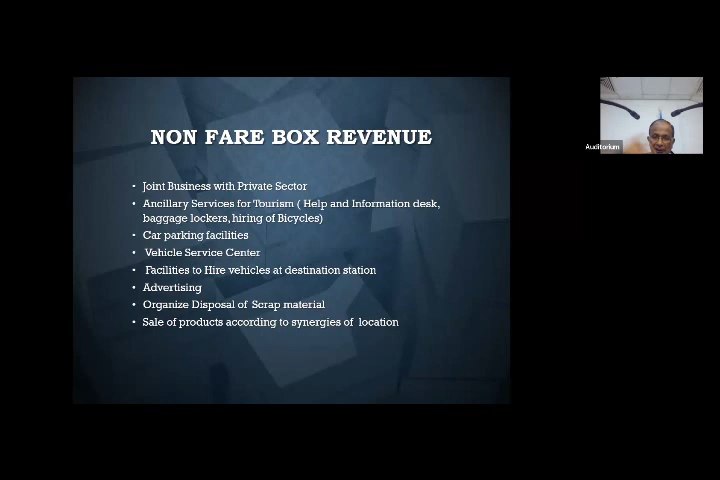 NON FARE BOX REVENUE
• Joint Business with Private Sector
• Ancillary Services for Tourism ( Help and Information desk,
baggage lockers, hiring of Bicycles)
• Car parking facilities
• Vehicle Service Center
• Facilities to Hire vehicles at destination station
• Advertising
• Organize Disposal of Scrap material
• Sale of products according to synergies of location
Auditorium